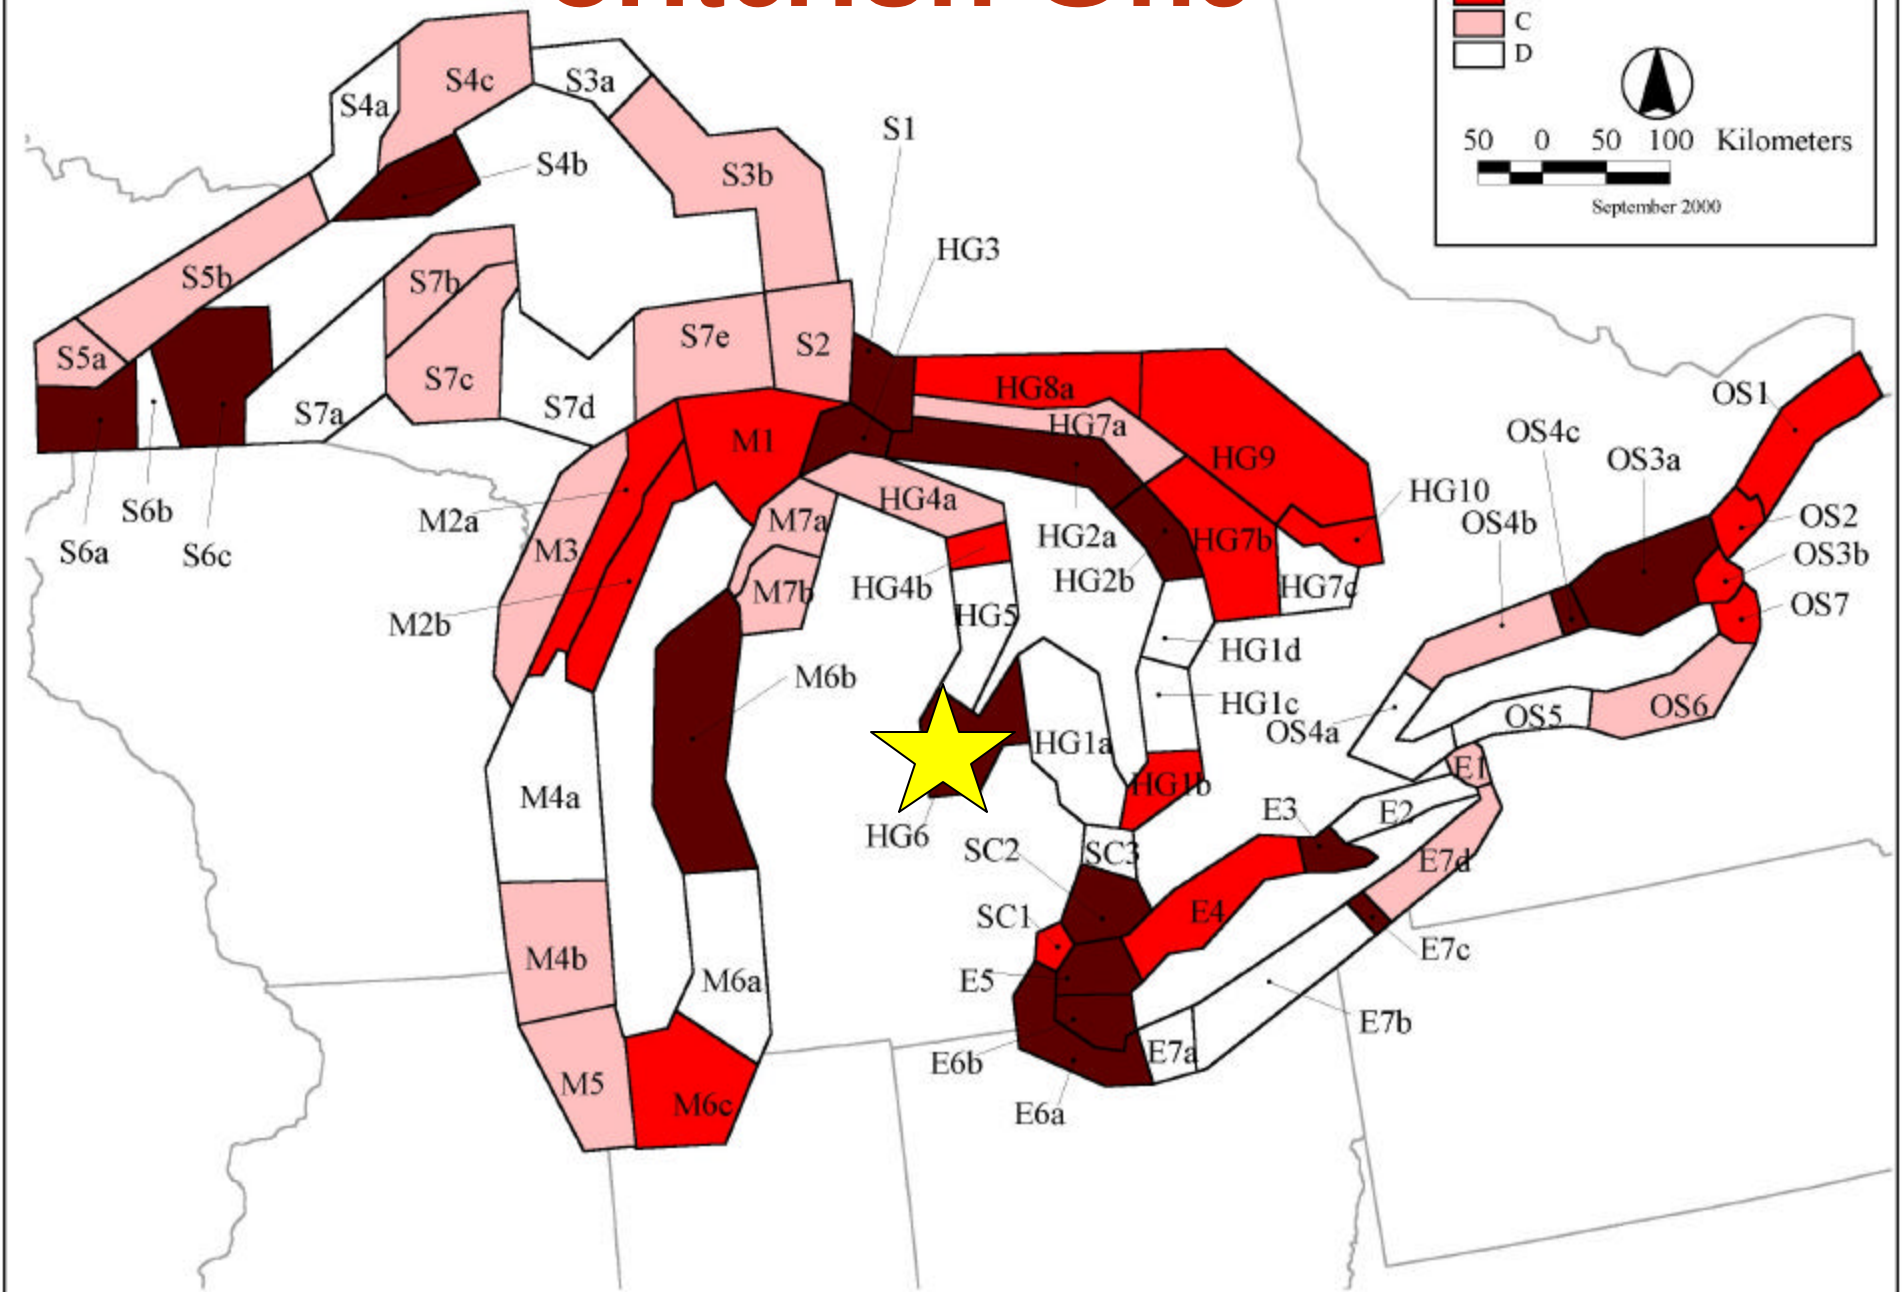 C
D
50 0 50 100 Kilometers
September 2000
S4c
S3a
S4a
S1
S4b
S3b
HG3
S5b
S7b
S7e
S2
S5a
S7c
HG8a
OS1
S7a
S7d
HG7a
M1
OS4c
HG9
OS3a
HG4a
HG10
S6b
M2a
M7a
OS4b
OS2
S6a
S6c
M3
HG2a
HG7b
OS3b
HG2b
HG4b
HG7c
M7b
OS7
HG5
M2b
HG1d
M6b
HG1c
OS6
OS5
OS4a
HG1a
E1
M4a
HG1b
E3
E2
HG6
SC2
SC3
E7d
SC1
E4
E7c
M4b
E5
M6a
E7b
E7a
E6b
M5
M6c
E6a